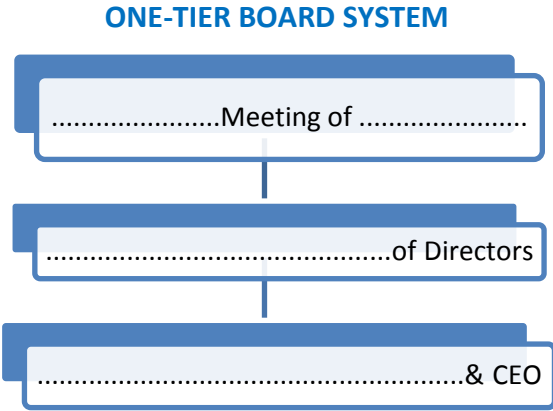 ONE-TIER BOARD SYSTEM
.......................Meeting of .......................
...............................................of Directors
..........................................................& CEO